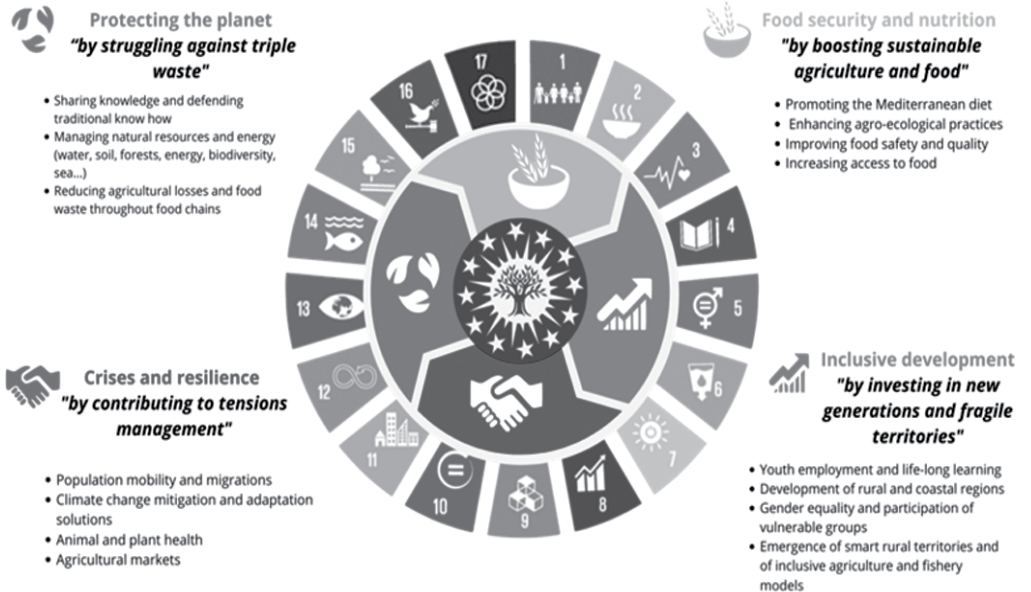 Protecting the planet
“by struggling against triple
waste"
• Sharing knowledge and defending
traditional know how
• Managing natural resources and energy
(water, soil, forests, energy, biodiversity,
sea...)
• Reducing agricultural losses and food
waste throughout food chains
Food security and nutrition
"by boosting sustainable
agriculture and food"
• Promoting the Mediterranean diet
• Enhancing agro-ecological practices
• Improving food safety and quality
• Increasing access to food
1
2
3
4
5
6
7
8
9
10
11
12
13
14
15
16
17
Crises and resilience
"by contributing to tensions
management"
• Population mobility and migrations
• Climate change mitigation and adaptation
solutions
• Animal and plant health
• Agricultural markets
Inclusive development
"by investing in new
generations and fragile
territories"
• Youth employment and life-long learning
• Development of rural and coastal regions
• Gender equality and participation of
vulnerable groups
• Emergence of smart rural territories and
of inclusive agriculture and fishery
models